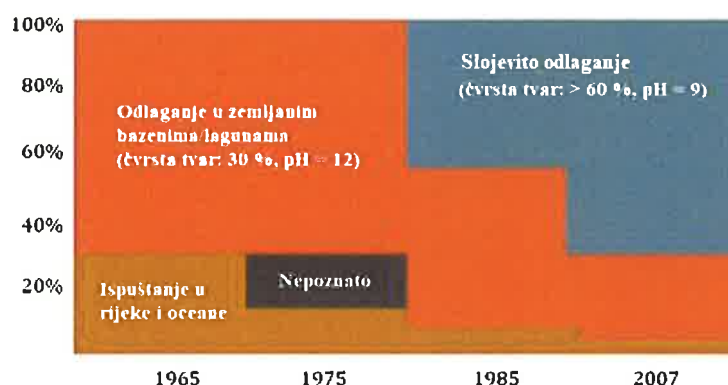 100%
80%
60%
40%
20%
Slojevito odlaganje
(čvrsta tvar: > 60 %, pH = 9)
Odlaganje u zemljanim
bazenima/lagunama
(čvrsta tvar: 30 %, pH = 12)
Nepoznato
Ispuštanje u
rijeke i oceane
1965 1975 1985 2007